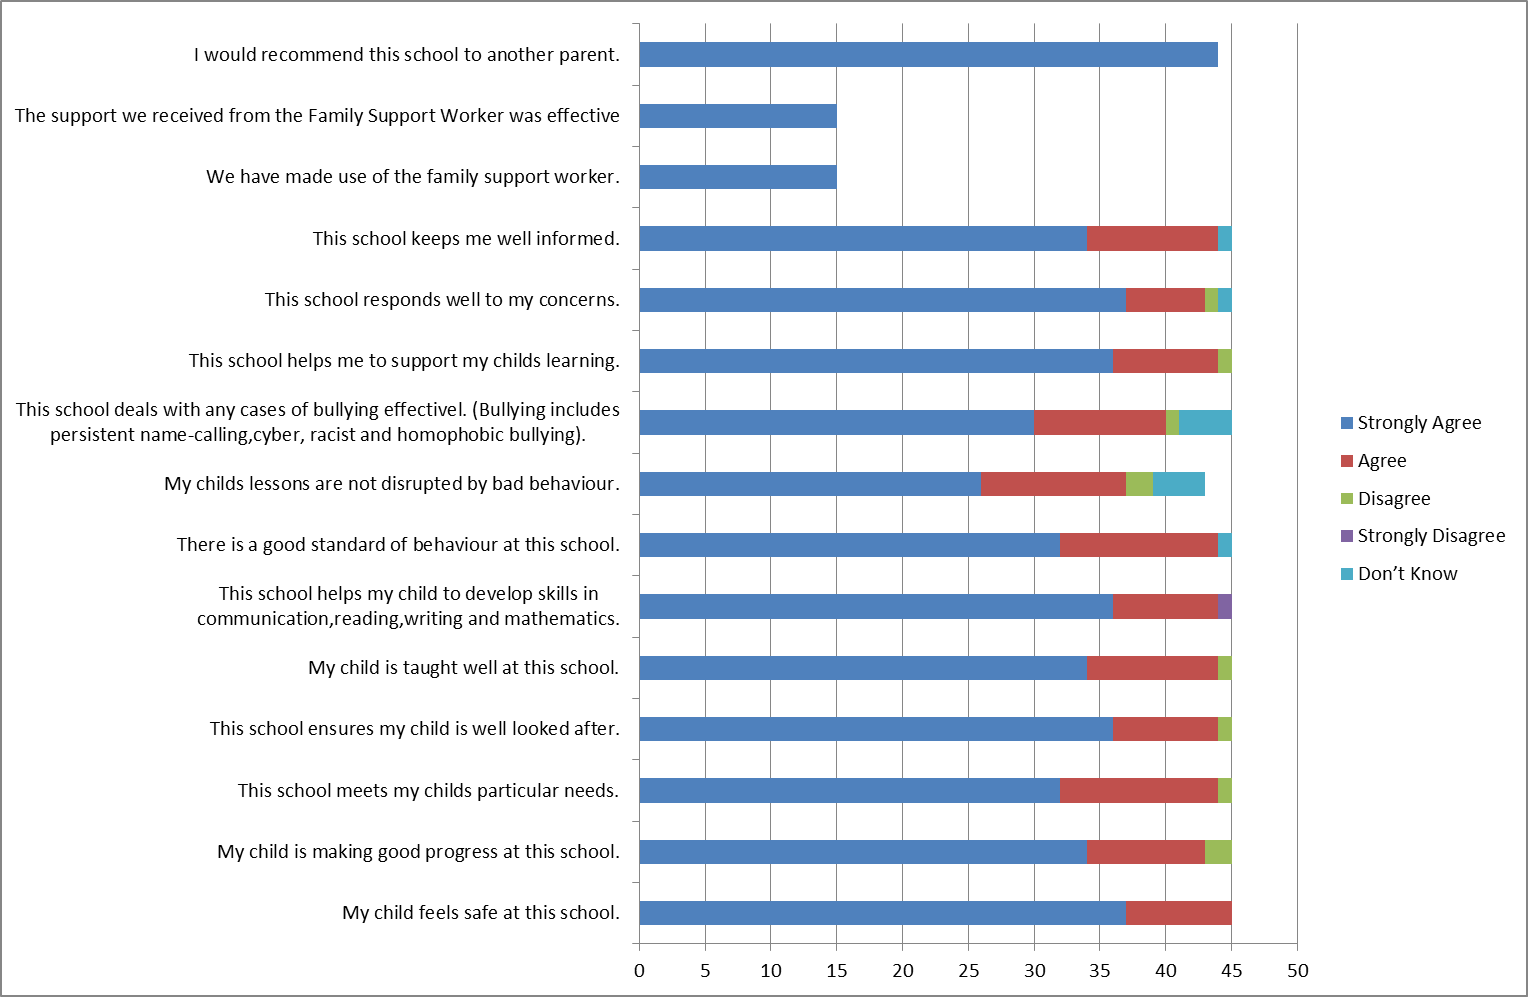 I would recommend this school to another parent.
The support we received from the Family Support Worker was effective
We have made use of the family support worker.
This school keeps me well informed.
This school responds well to my concerns.
This school helps me to support my childs learning.
This school deals with any cases of bullying effectivel. (Bullying includes
persistent name-calling,cyber, racist and homophobic bullying).
My childs lessons are not disrupted by bad behaviour.
There is a good standard of behaviour at this school.
This school helps my child to develop skills in
communication,reading,writing and mathematics.
My child is taught well at this school.
This school ensures my child is well looked after.
This school meets my childs particular needs.
My child is making good progress at this school.
My child feels safe at this school.
0 5 10 15 20 25 30 35 40 45 50
Strongly Agree
Agree
Disagree
Strongly Disagree
Don’t Know